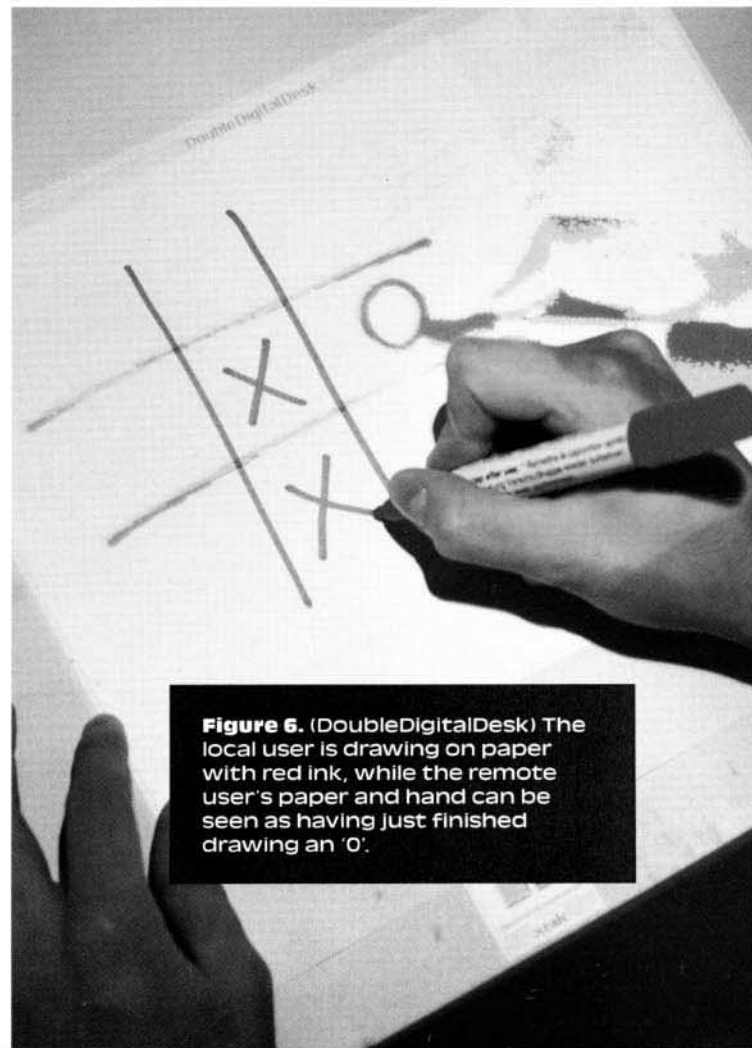 DoubleDigitalDesk
X
O
X
Figure 6. (DoubleDigitalDesk) The
local user is drawing on paper
with red ink, while the remote
user's paper and hand can be
seen as having just finished
drawing an '0'.